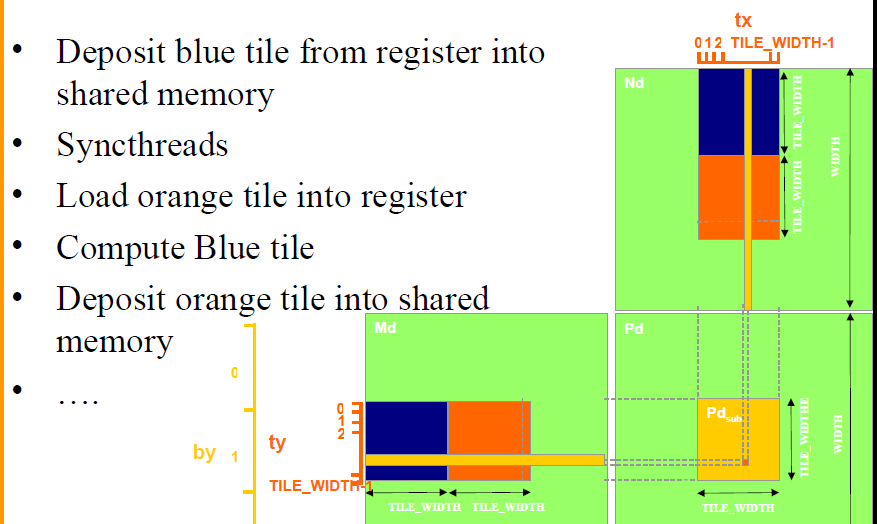 • Deposit blue tile from register into
shared memory
• Syncthreads
• Load orange tile into register
• Compute Blue tile
• Deposit orange tile into shared
memory
• ….
tx
0 1 2 TILE_WIDTH-1
Nd
TILE_WIDTH
TILE_WIDTH
WIDTH
Md
Pd
Pdsub
TILE_WIDTHE
WIDTH
TILE_WIDTH
0
by 1
ty
0
1
2
TILE_WIDTH-1
TILE_WIDTH TILE_WIDTH